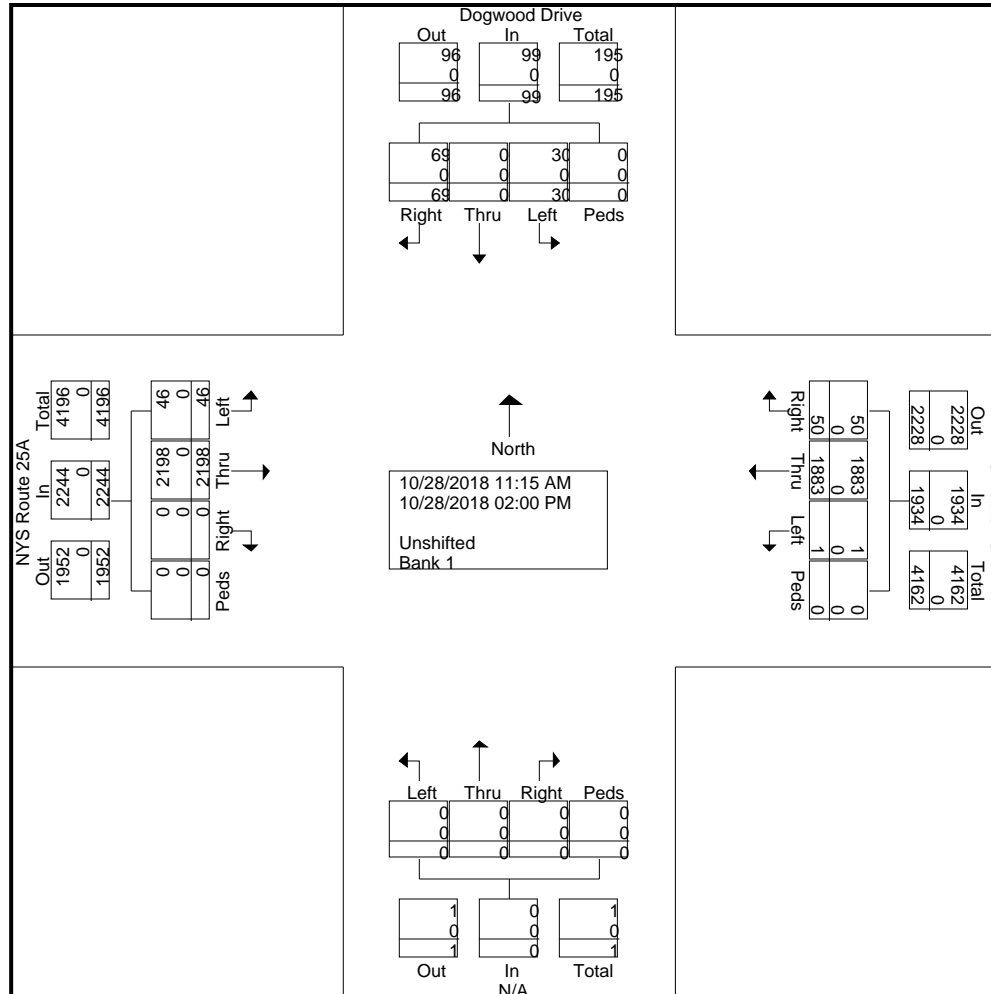 Dogwood Drive
Out In Total
96 99 195
0 0 0
96 99 195
69 0 30 0
0 0 0 0
69 0 30 0
Right Thru Left Peds
NYS Route 25A
Total In Out
4196 2244 1952
0 0 0
4196 2244 1952
46 2198 0 0
0 0 0 0
46 2198 0 0
Left Thru Right Peds
North
10/28/2018 11:15 AM
10/28/2018 02:00 PM
Unshifted
Bank 1
Right Thru Left Peds
50 1883 1 0
0 0 0 0
50 1883 1 0
Out In Total
2228 1934 4162
0 0 0
2228 1934 4162
Left Thru Right Peds
0 0 0 0
0 0 0 0
0 0 0 0
1 0 1
0 0 0
1 0 1
Out In Total
N/A